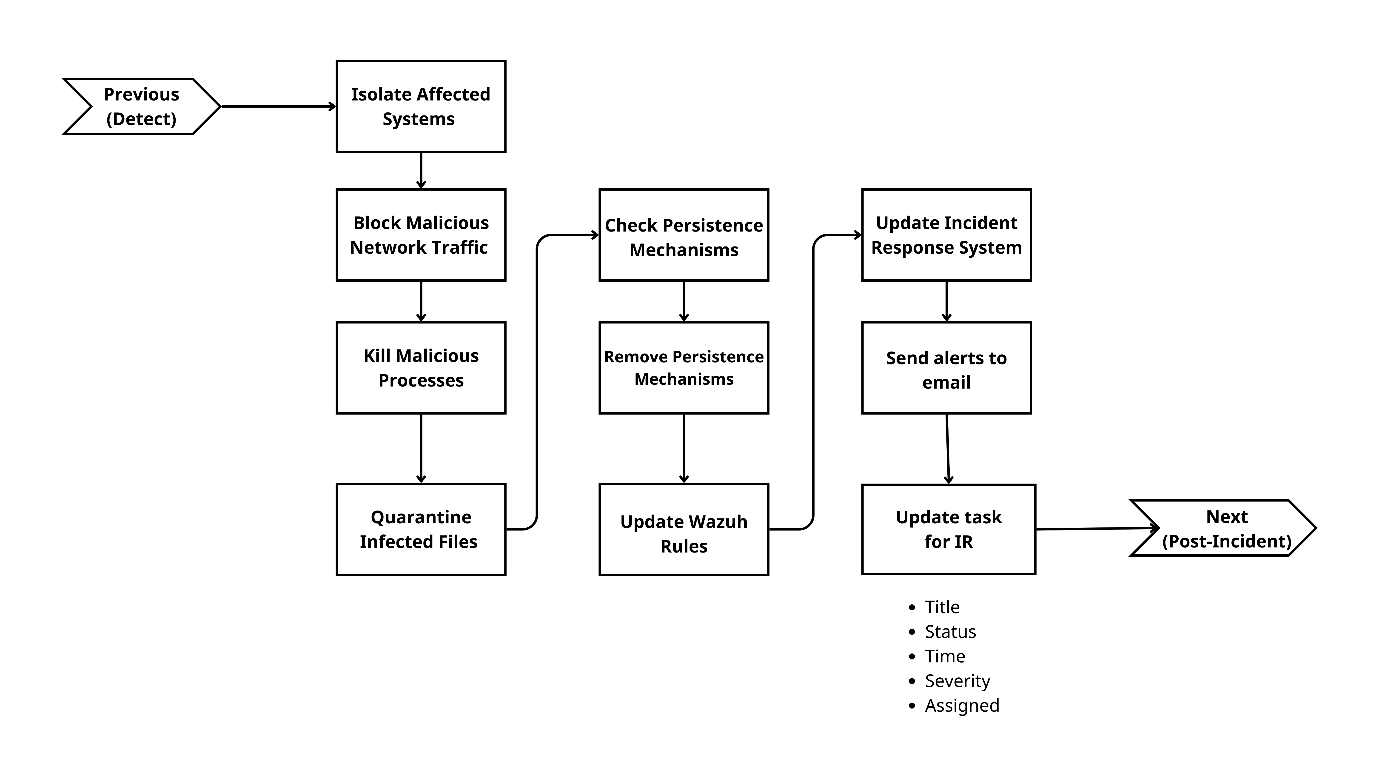 Previous
(Detect)
Isolate Affected
Systems
Block Malicious
Network Traffic
Kill Malicious
Processes
Quarantine
Infected Files
Check Persistence
Mechanisms
Remove Persistence
Mechanisms
Update Wazuh
Rules
Update Incident
Response System
Send alerts to
email
Update task
for IR
• Title
• Status
• Time
• Severity
• Assigned
Next
(Post-Incident)